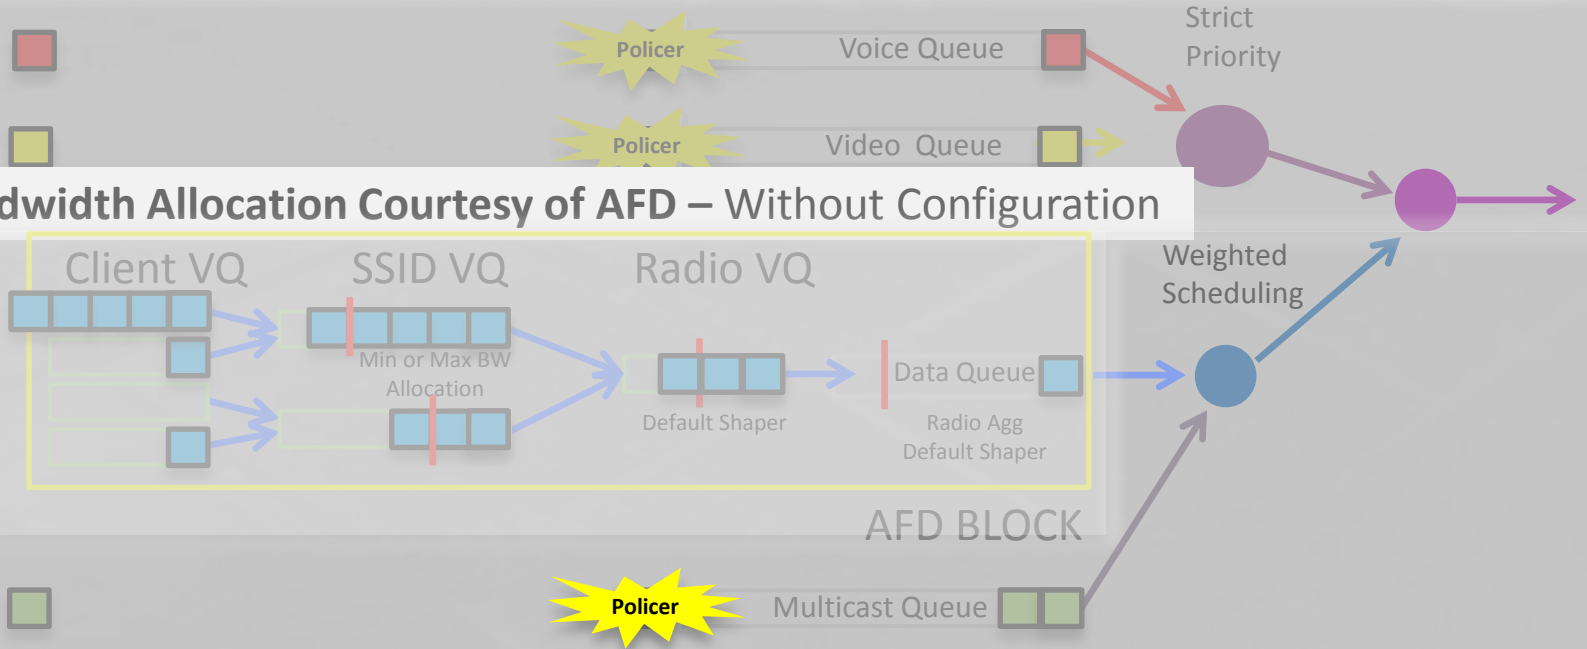 Strict
Priority
Policer
Voice Queue
Policer
Video Queue
Allocation Courtesy of AFD – Without Configuration
Client VQ
SSID VQ
Radio VQ
Weighted
Scheduling
Min or Max BW
Allocation
Data Queue
Default Shaper
Radio Agg
Default Shaper
AFD BLOCK
Policer
Multicast Queue